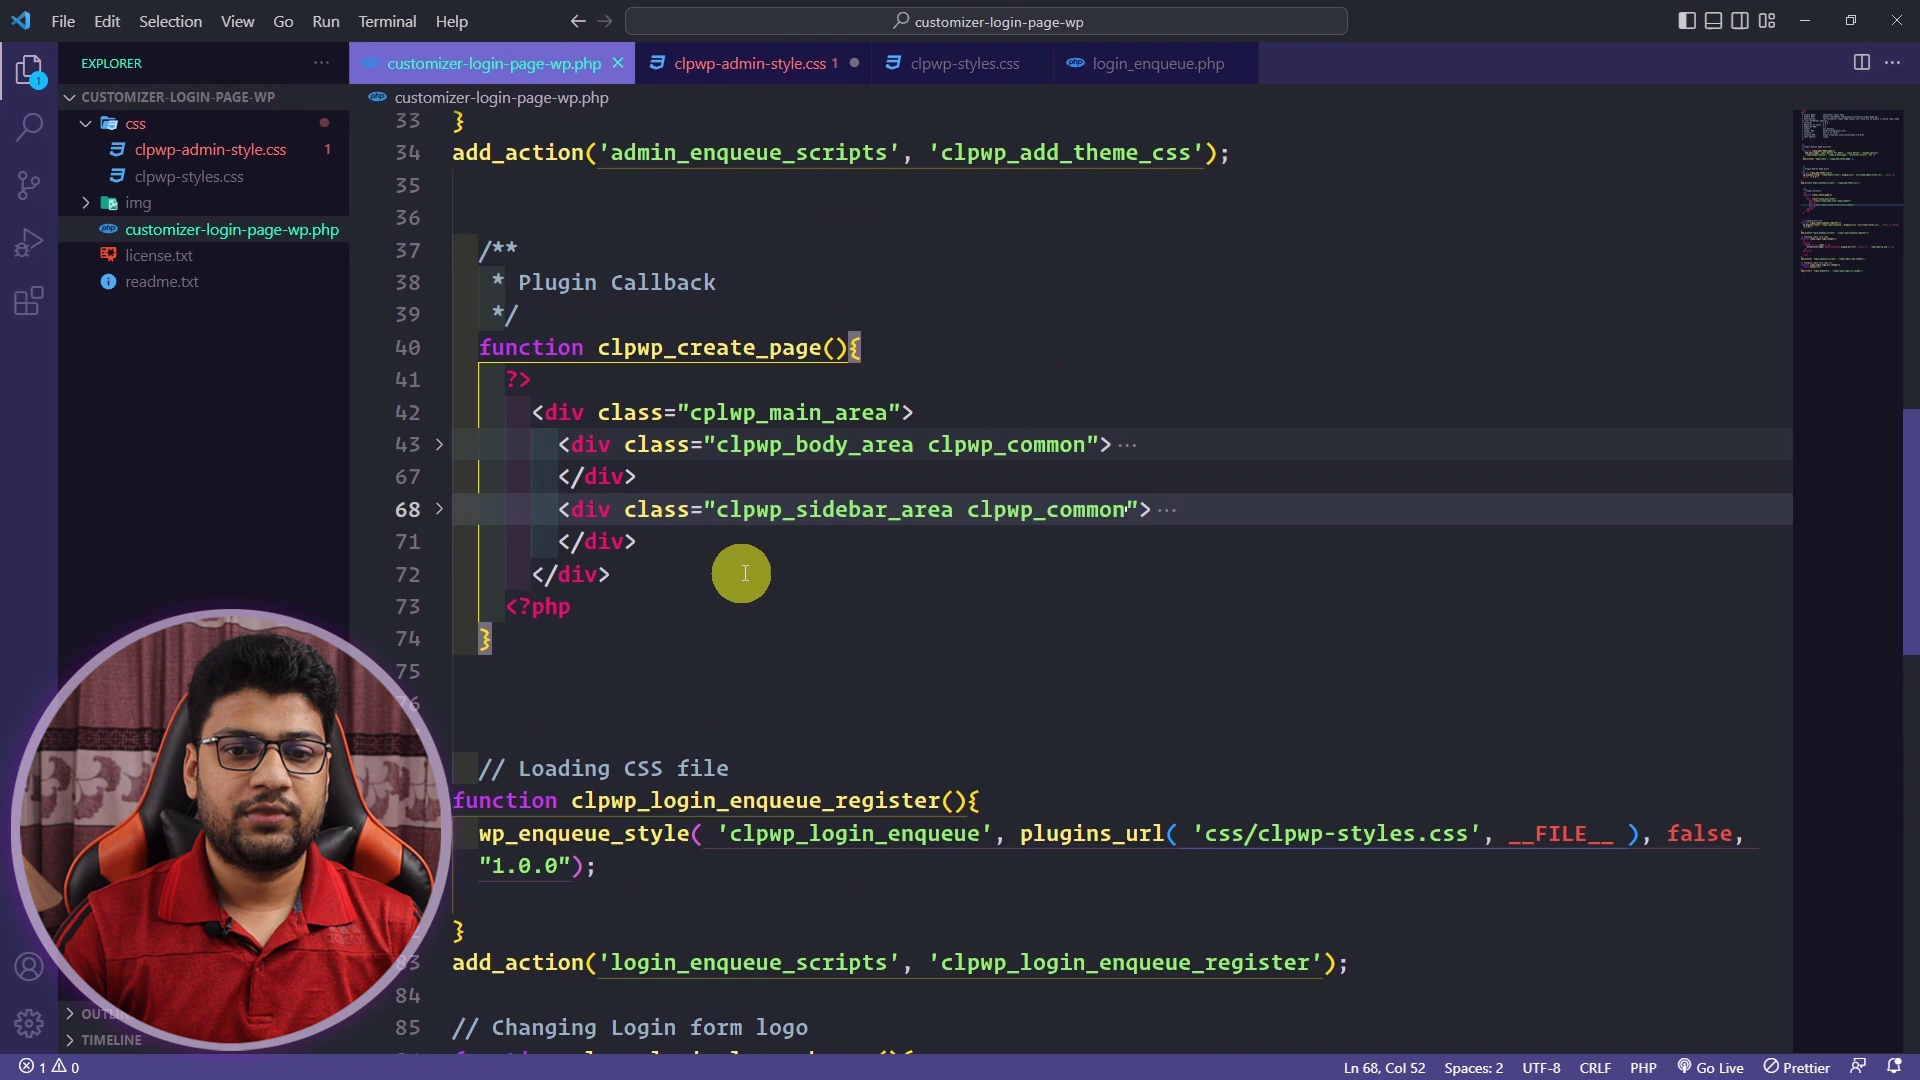 File Edit Selection View Go Run Terminal Help
customizer-login-page-wp
EXPLORER
customizer-login-page-wp.php
clpwp-admin-style.css 1
clpwp-styles.css
login_enqueue.php
1
CUSTOMIZER-LOGIN-PAGE-WP
css
clpwp-admin-style.css 1
clpwp-styles.css
img
customizer-login-page-wp.php
license.txt
readme.txt
OUTLIN
TIMELINE
customizer-login-page-wp.php
33 }
34 add_action('admin_enqueue_scripts', 'clpwp_add_theme_css');
35
36
37 /**
38 * Plugin Callback
39 */
40 function clpwp_create_page(){
41 ?>
42 <div class="cplwp_main_area">
43 <div class="clpwp_body_area clpwp_common">···
67 </div>
68 <div class="clpwp_sidebar_area clpwp_common">···
71 </div>
72 </div>
73 <?php
74 }
75
76
// Loading CSS file
function clpwp_login_enqueue_register(){
wp_enqueue_style( 'clpwp_login_enqueue', plugins_url( 'css/clpwp-styles.css', __FILE__ ), false,
"1.0.0");
}
83 add_action('login_enqueue_scripts', 'clpwp_login_enqueue_register');
84
85 // Changing Login form logo
1 0
Ln 68, Col 52 Spaces: 2 UTF-8 CRLF PHP Go Live Prettier